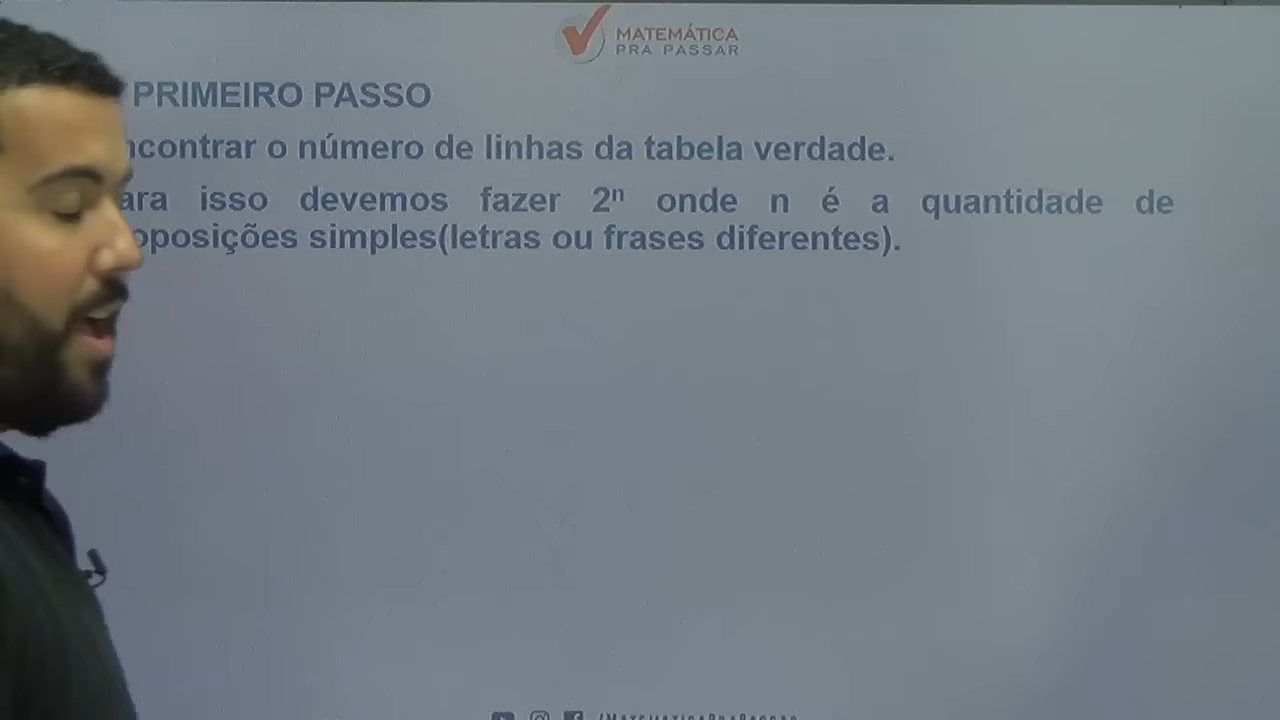 MATEMÁTICA
PRA PASSAR
PRIMEIRO PASSO
ncontrar o número de linhas da tabela verdade.
ara isso devemos fazer 2ⁿ onde n é a quantidade de
oposições simples(letras ou frases diferentes).
/MATEMATICAPRAPASSAR